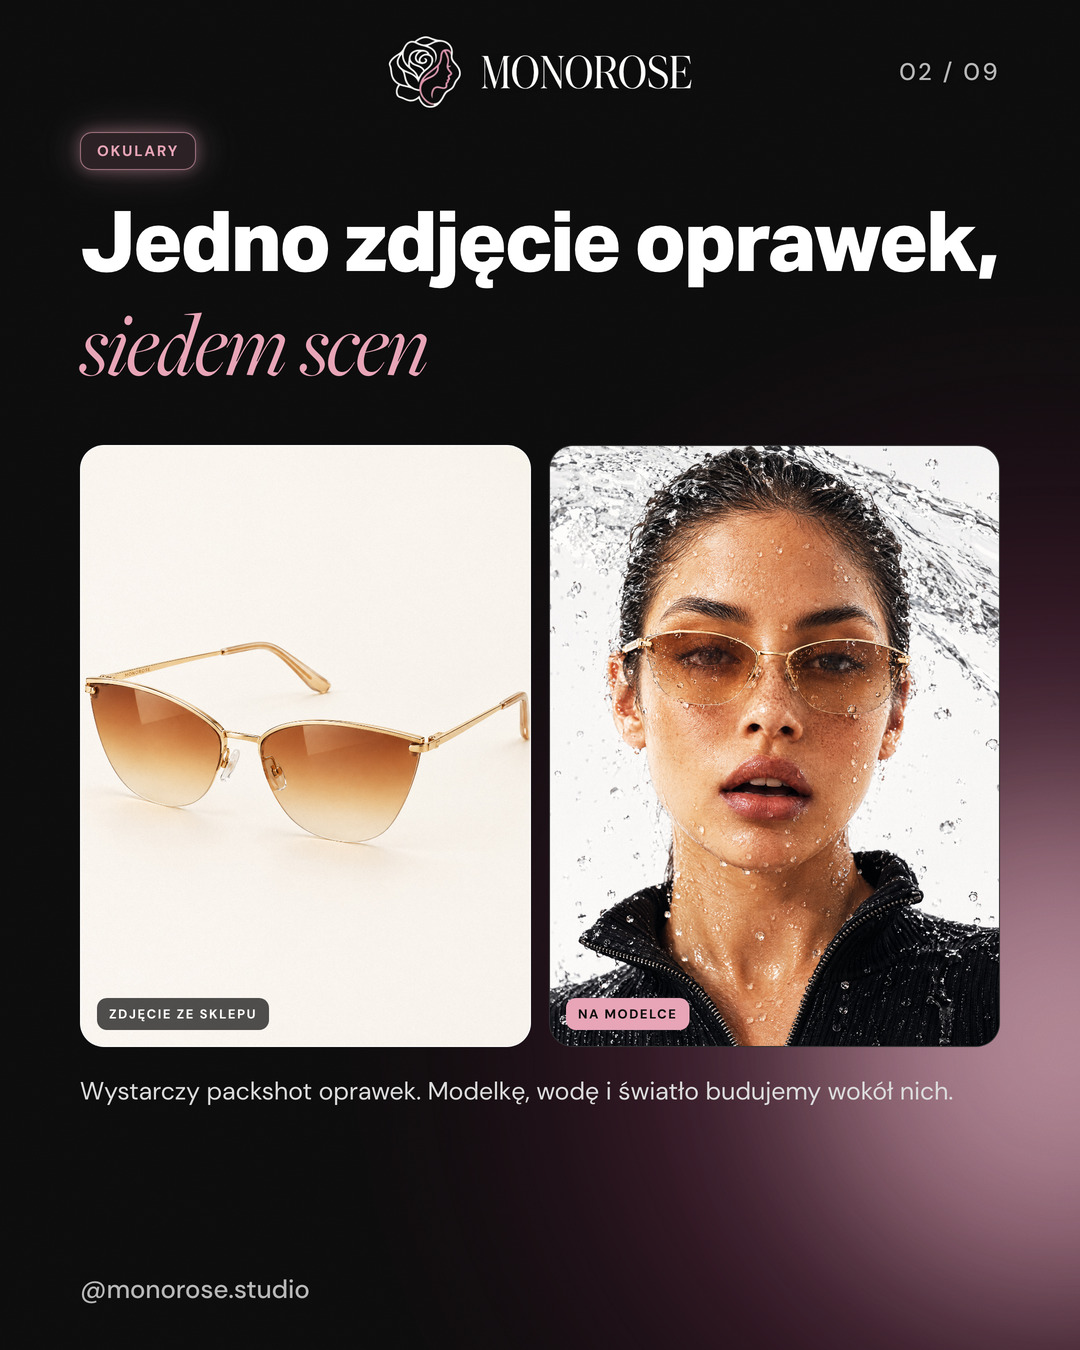 MONOROSE
02 / 09
OKULARY
Jedno zdjęcie oprawek,
siedem scen
ZDJĘCIE ZE SKLEPU
NA MODELCE
Wystarczy packshot oprawek. Modelkę, wodę i światło budujemy wokół nich.
@monorose.studio